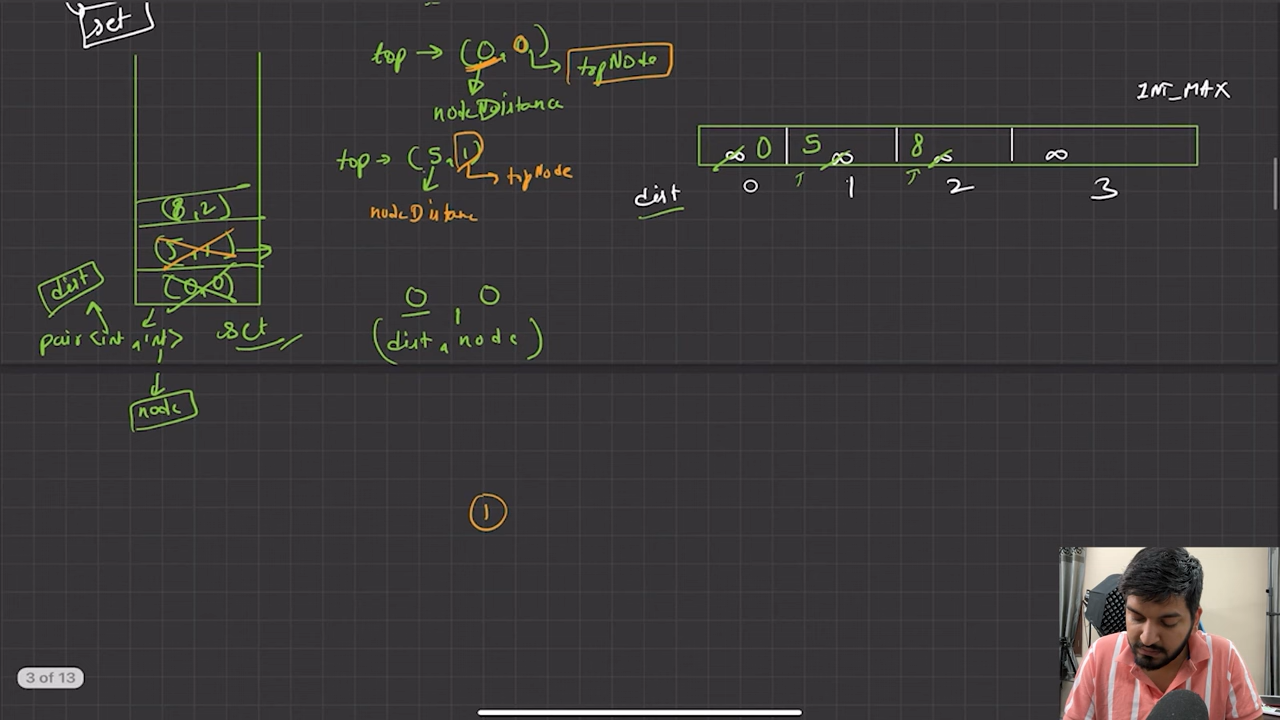 set
top → (0, 0)
topNode
nodeDistance
top → (5, 1)
topNode
nodeDistanc
INT_MAX
∞ 0 5 ∞ 8 ∞ ∞
dist 0 1 2 3
(8,2)
(5,1)
(0,0)
dist
pair<int, int>
set
node
0 0
(dist, node)
1
3 of 13